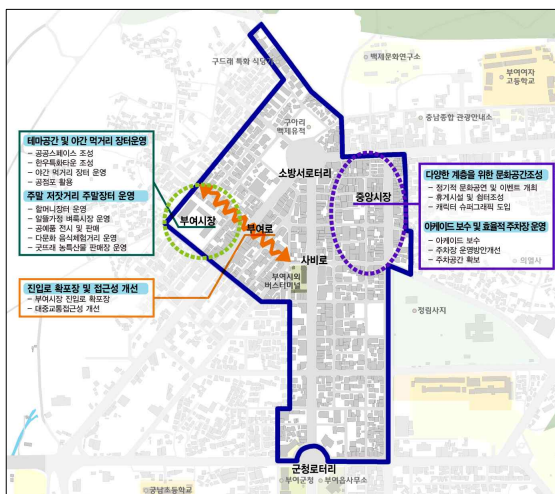 구드래 특화 식당가
백제문화연구소
부여여자
고등학교
충남종합 관광안내소
구아리
백제유적
테마공간 및 야간 먹거리 장터운영
- 공공스페이스 조성
- 한우특화타운 조성
- 야간 먹거리 장터 운영
- 공점포 활용
주말 저잣거리 주말장터 운영
- 할머니장터 운영
- 알뜰가정 벼룩시장 운영
- 공예품 전시 및 판매
- 다문화 음식체험거리 운영
- 굿뜨래 농특산물 판매장 운영
소방서로터리
중앙시장
부여시장
부여로
사비로
부여시외
버스터미널
다양한 계층을 위한 문화공간조성
- 정기적 문화공연 및 이벤트 개최
- 휴게시설 및 쉼터조성
- 캐릭터 슈퍼그래픽 도입
아케이드 보수 및 효율적 주차장 운영
- 아케이드 보수
- 주차장 운영방안개선
- 주차공간 확보
의열사
진입로 확포장 및 접근성 개선
- 부여시장 진입로 확포장
- 대중교통접근성 개선
정림사지
군청로터리
부여군청
부여읍사무소
궁남초등학교